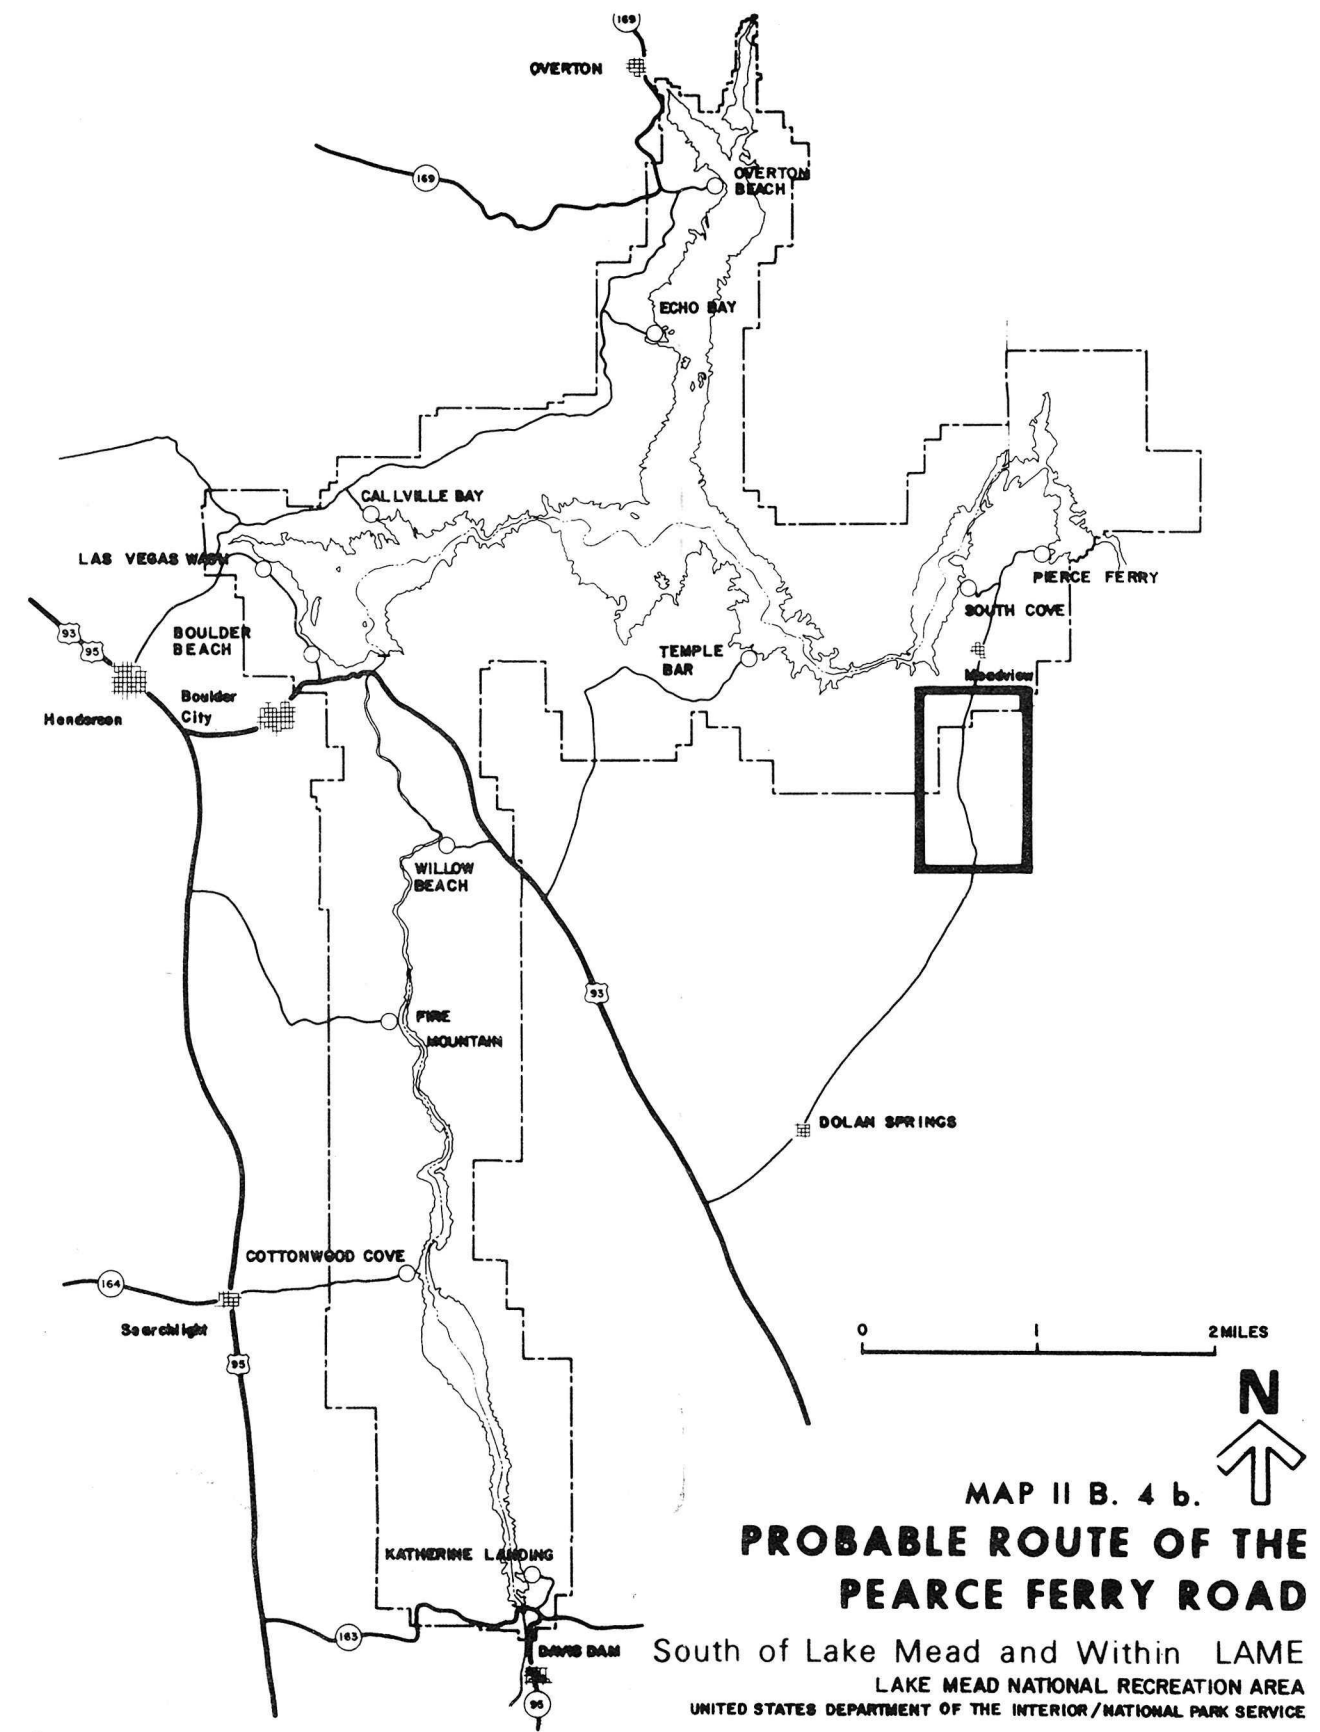 169
OVERTON
169
OVERTON
BEACH
ECHO BAY
CALLVILLE BAY
LAS VEGAS WASH
PIERCE FERRY
SOUTH COVE
93
95
BOULDER
BEACH
TEMPLE
BAR
Meadview
Henderson
Boulder
City
WILLOW
BEACH
93
FIRE
MOUNTAIN
DOLAN SPRINGS
COTTONWOOD COVE
164
Searchlight
95
0 1 2 MILES
N
MAP II B. 4 b.
PROBABLE ROUTE OF THE
PEARCE FERRY ROAD
KATHERINE LANDING
163
DAVIS DAM
95
South of Lake Mead and Within LAME
LAKE MEAD NATIONAL RECREATION AREA
UNITED STATES DEPARTMENT OF THE INTERIOR/NATIONAL PARK SERVICE